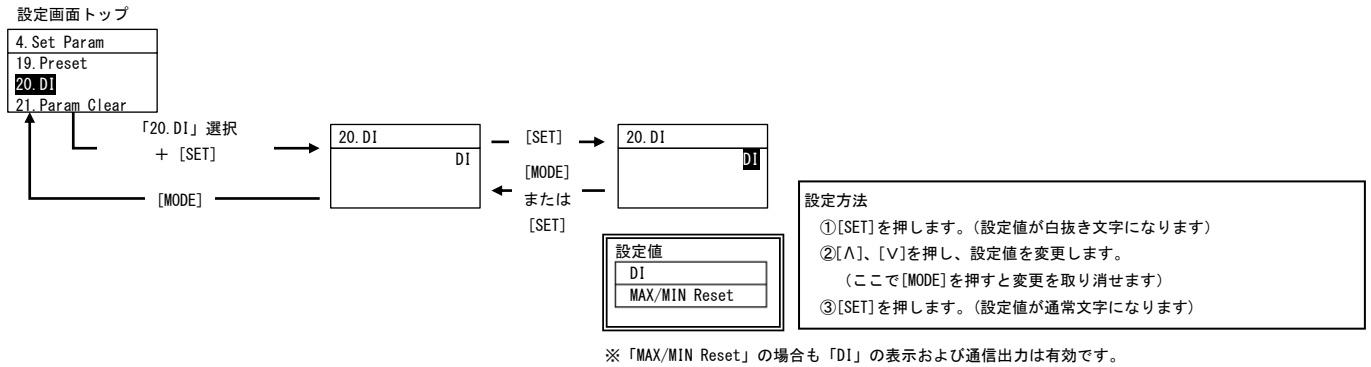 設定画面トップ
4.Set Param
19.Preset
20.DI
21.Param Clear
「20.DI」選択
+ [SET]
[MODE]
20.DI
DI
[SET]
[MODE]
または
[SET]
20.DI
DI
設定値
DI
MAX/MIN Reset
設定方法
①[SET]を押します。(設定値が白抜き文字になります)
②[Λ]、[V]を押し、設定値を変更します。
(ここで[MODE]を押すと変更を取り消せます)
③[SET]を押します。(設定値が通常文字になります)
※「MAX/MIN Reset」の場合も「DI」の表示および通信出力は有効です。